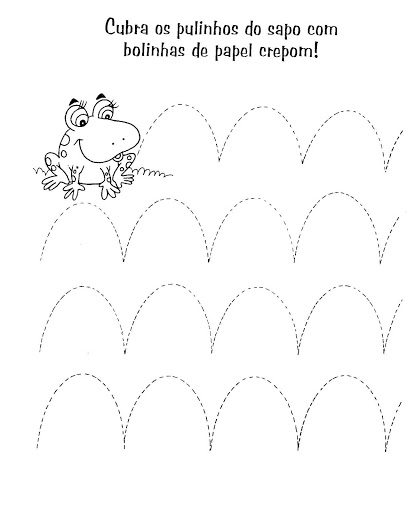 Cubra os pulinhos do sapo com
bolinhas de papel crepom!